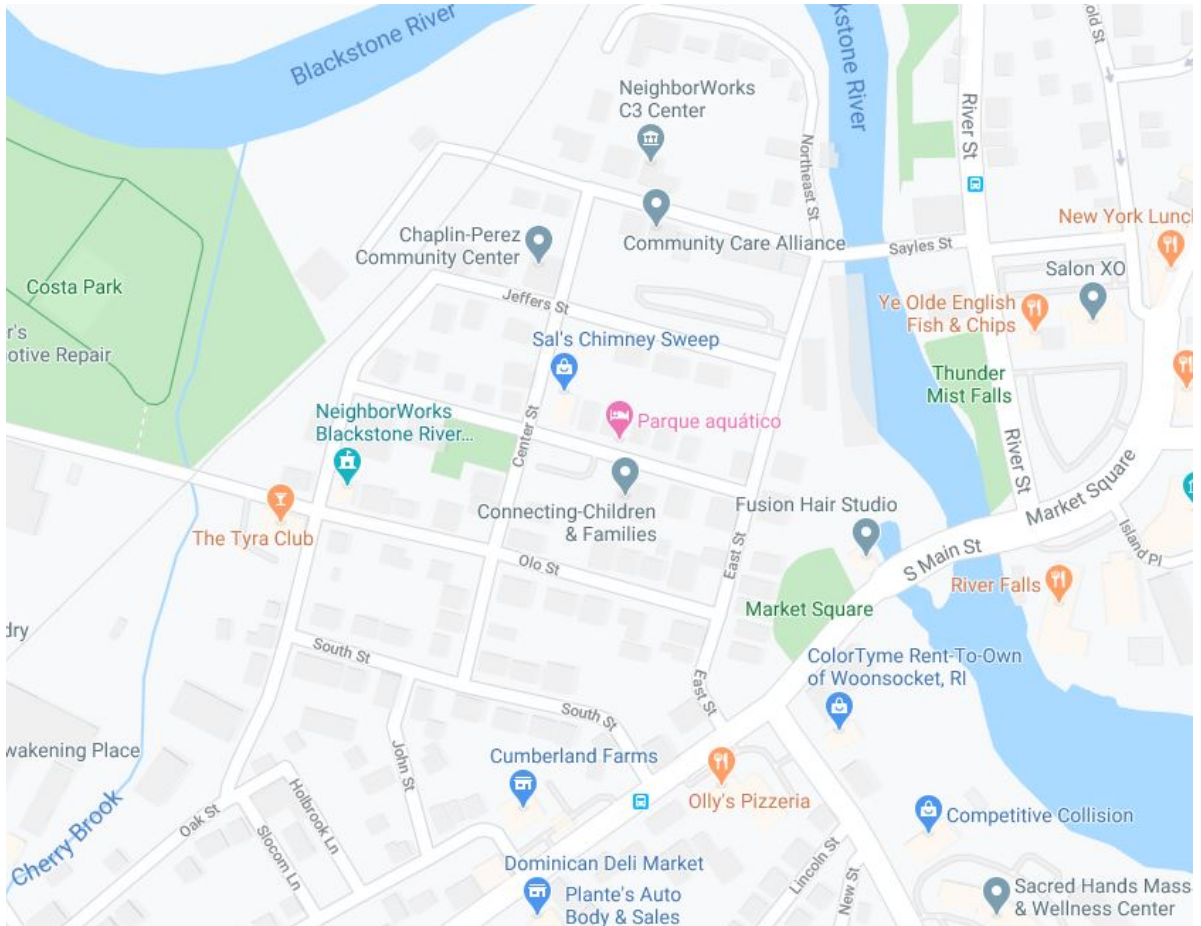 Blackstone River
kstone River
old St
River St
NeighborWorks
C3 Center
Northeast St
New York Lunch
Chaplin-Perez
Community Center
Community Care Alliance
Sayles St
Salon XO
Costa Park
Jeffers St
Ye Olde English
Fish & Chips
r's
otive Repair
Sal's Chimney Sweep
Thunder
Mist Falls
NeighborWorks
Blackstone River...
Center St
Parque aquático
River St
Market Square
The Tyra Club
Connecting-Children
& Families
Fusion Hair Studio
East St
S Main St
Island Pl
Olo St
Market Square
River Falls
dry
South St
ColorTyme Rent-To-Own
of Woonsocket, RI
East St
South St
wakening Place
John St
Cumberland Farms
Olly's Pizzeria
Holbrook Ln
Oak St
Slocom Ln
Cherry Brook
Competitive Collision
Lincoln St
New St
Dominican Deli Market
Plante's Auto
Body & Sales
Sacred Hands Mass
& Wellness Center